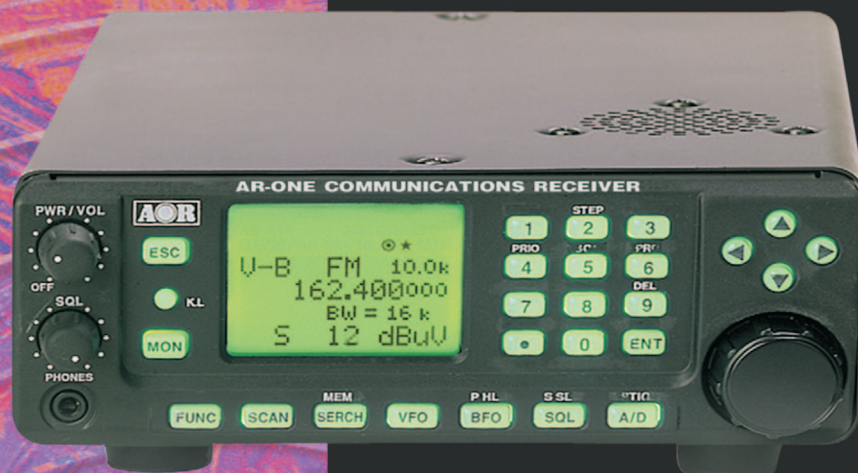 AR-ONE COMMUNICATIONS RECEIVER
PWR/VOL
AOR
OFF
ESC
SQL
K.L
MON
PHONES
V-B FM 10.0k
162.400000
BW = 16 k
S 12 dBuV
STEP
1 2 3
PRIO
4 5 6
DEL
7 8 9
0 ENT
MEM
FUNC SCAN SERCH VFO BFO SQL A/D